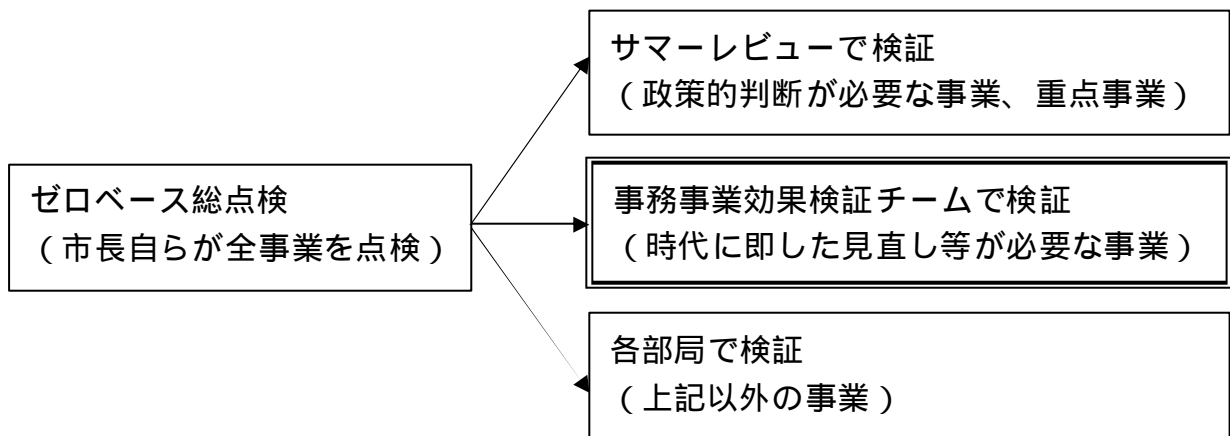 サマーレビューで検証
（政策的判断が必要な事業、重点事業）
ゼロベース総点検
（市長自らが全事業を点検）
事務事業効果検証チームで検証
（時代に即した見直し等が必要な事業）
各部局で検証
（上記以外の事業）